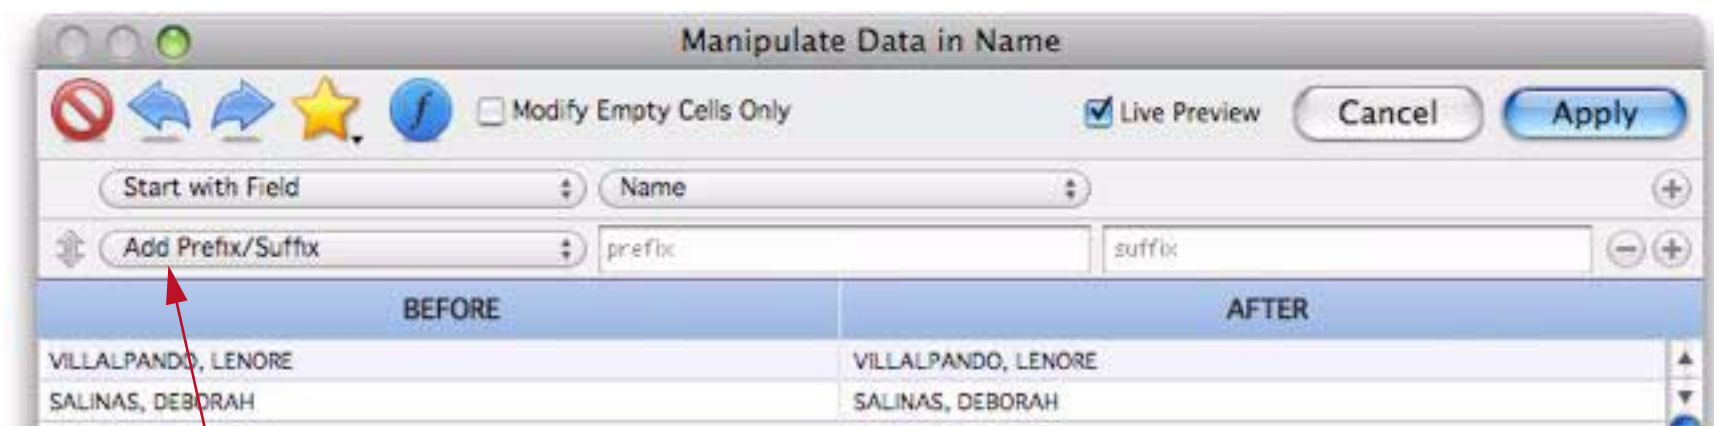 Manipulate Data in Name
f Modify Empty Cells Only Live Preview Cancel Apply
Start with Field Name
Add Prefix/Suffix prefix suffix
BEFORE AFTER
VILLALPANDO, LENORE VILLALPANDO, LENORE
SALINAS, DEBORAH SALINAS, DEBORAH